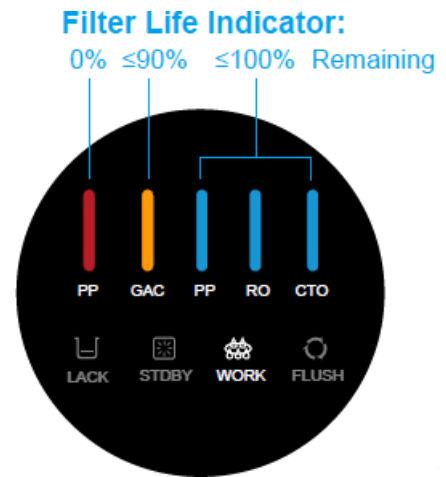 Filter Life Indicator:
0% ≤90% ≤100% Remaining
PP GAC PP RO CTO
LACK STDBY WORK FLUSH